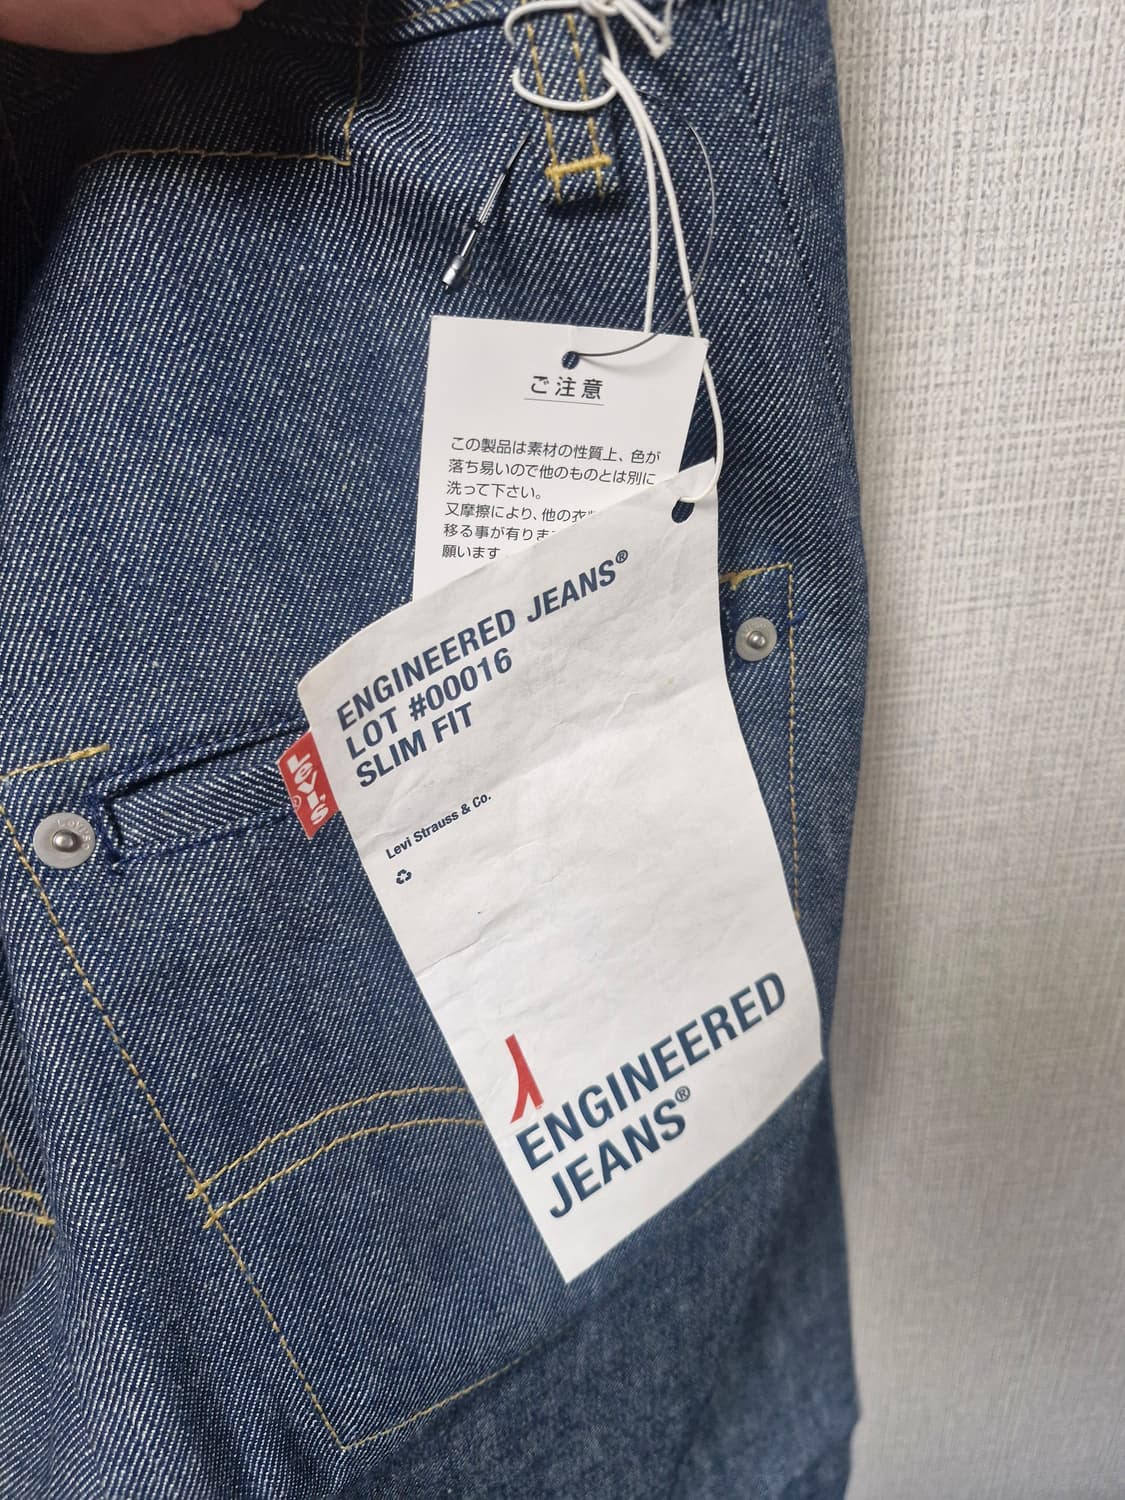 ご注意
この製品は素材の性質上、色が
落ち易いので他のものとは別に
洗って下さい。
又摩擦により、他の衣
移る事が有りま
願います
ENGINEERED JEANS®
LOT #00016
SLIM FIT
Levi's
®
Levi Strauss & Co.
ENGINEERED
JEANS®